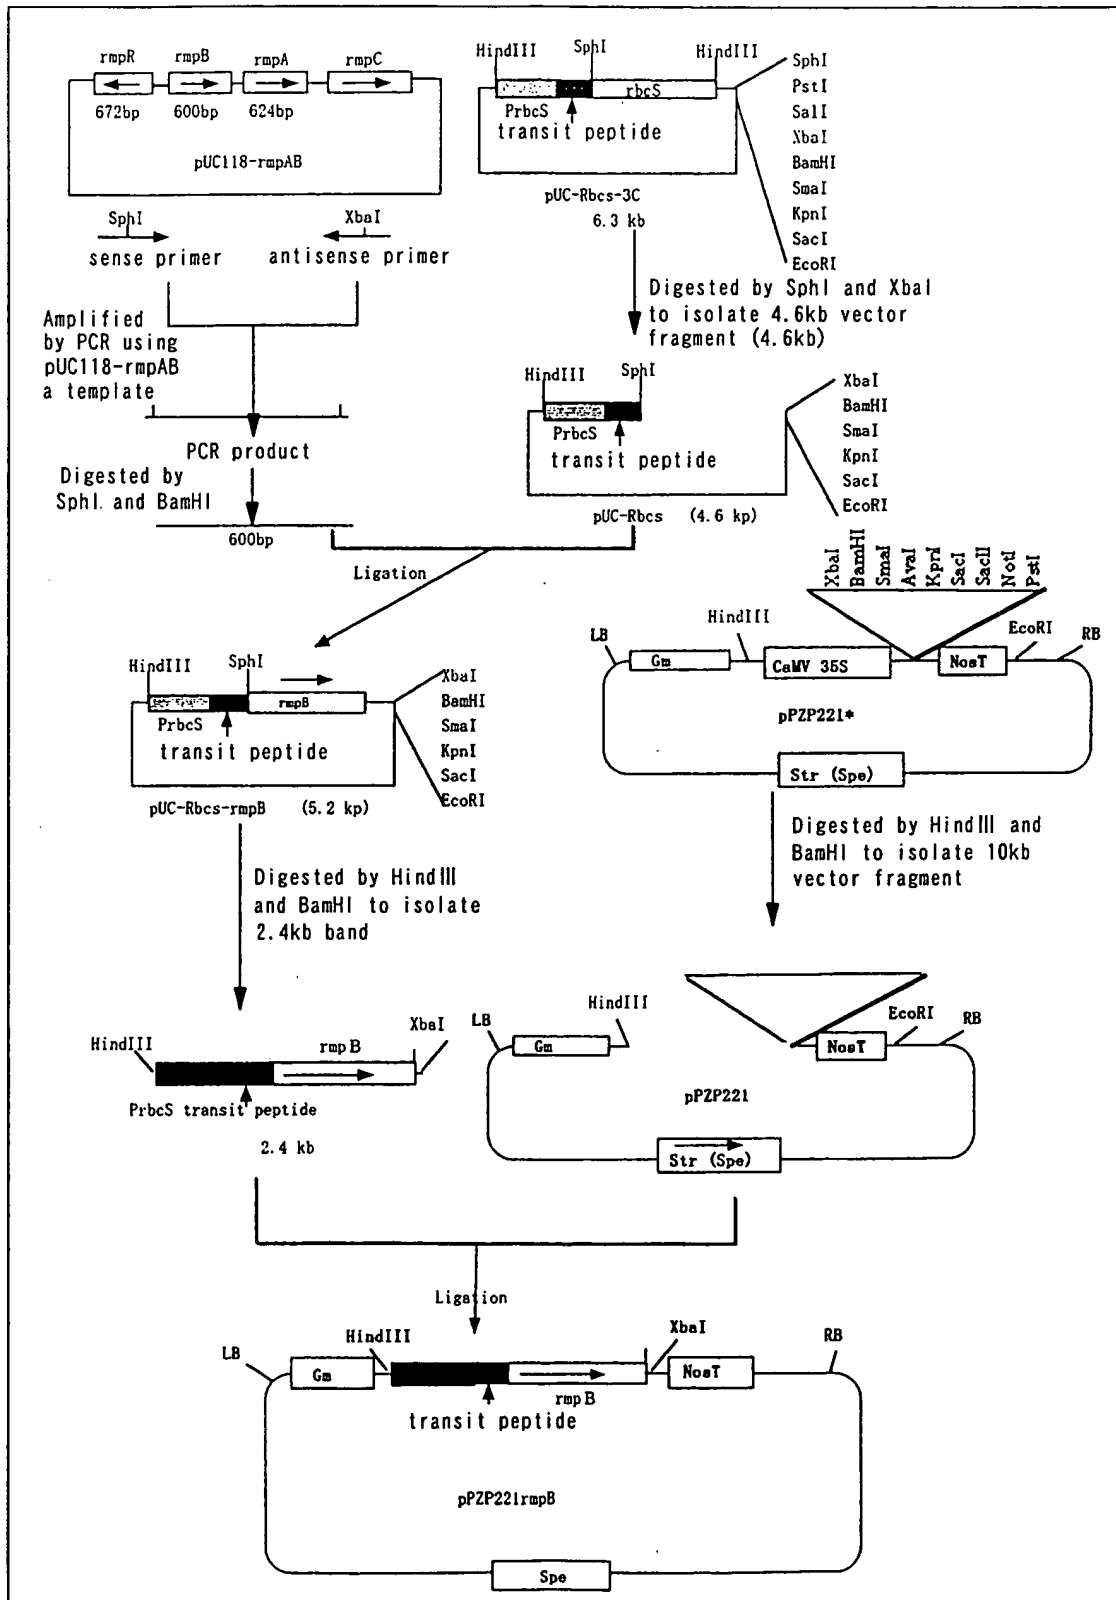 rmpR rmpB rmpA rmpC
672bp 600bp 624bp
pUC118-rmpAB
SphI XbaI
sense primer antisense primer
Amplified
by PCR using
pUC118-rmpAB
a template
PCR product
Digested by
SphI. and BamHI
600bp
HindIII SphI HindIII
rbcS
PrbcS
transit peptide
SphI
PstI
SalI
XbaI
BamHI
SmaI
KpnI
SacI
EcoRI
pUC-Rbcs-3C
6.3 kb
Digested by SphI and XbaI
to isolate 4.6kb vector
fragment (4.6kb)
HindIII SphI
PrbcS
transit peptide
XbaI
BamHI
SmaI
KpnI
SacI
EcoRI
pUC-Rbcs (4.6 kp)
Ligation
HindIII SphI
rmpB
PrbcS
transit peptide
XbaI
BamHI
SmaI
KpnI
SacI
EcoRI
pUC-Rbcs-rmpB (5.2 kp)
Digested by HindIII
and BamHI to isolate
2.4kb band
XbaI
BamHI
SmaI
AvaI
KpnI
SacI
SacII
NotI
PstI
LB HindIII EcoRI RB
Gm CaMV 35S NosT
pPZP221*
Str (Spe)
Digested by HindIII and
BamHI to isolate 10kb
vector fragment
HindIII rmpB XbaI
PrbcS transit peptide
2.4 kb
LB HindIII EcoRI RB
Gm NosT
pPZP221
Str (Spe)
Ligation
LB HindIII XbaI RB
Gm NosT
rmpB
transit peptide
pPZP221rmpB
Spe